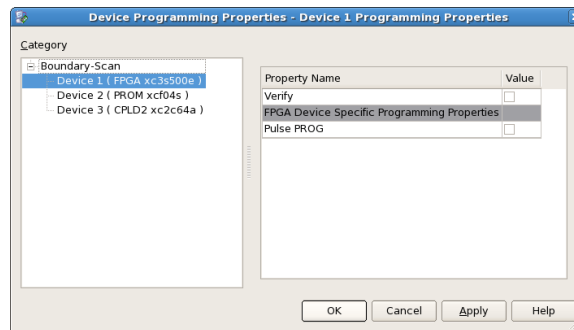 Device Programming Properties - Device 1 Programming Properties
Category
Boundary-Scan
Device 1 ( FPGA xc3s500e )
Device 2 ( PROM xcf04s )
Device 3 ( CPLD2 xc2c64a )
Property Name Value
Verify
FPGA Device Specific Programming Properties
Pulse PROG
OK Cancel Apply Help